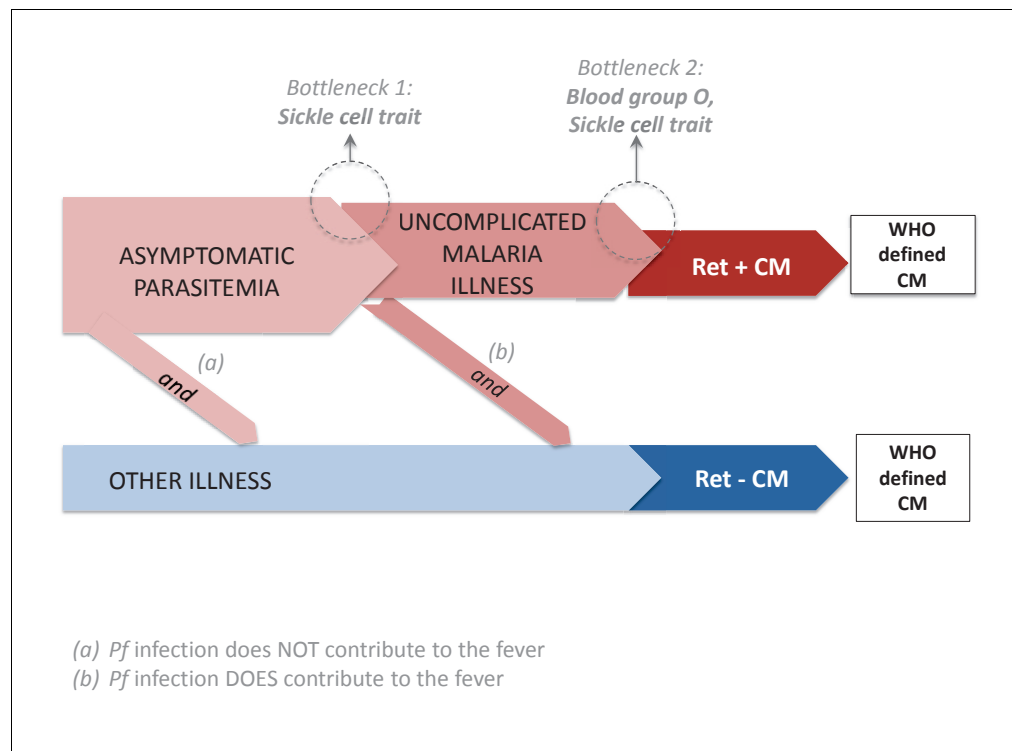 Bottleneck 1:
Sickle cell trait
Bottleneck 2:
Blood group O,
Sickle cell trait
ASYMPTOMATIC
PARASITEMIA
UNCOMPLICATED
MALARIA
ILLNESS
Ret + CM
WHO
defined
CM
(a)
and
(b)
and
OTHER ILLNESS
Ret - CM
WHO
defined
CM
(a) Pf infection does NOT contribute to the fever
(b) Pf infection DOES contribute to the fever